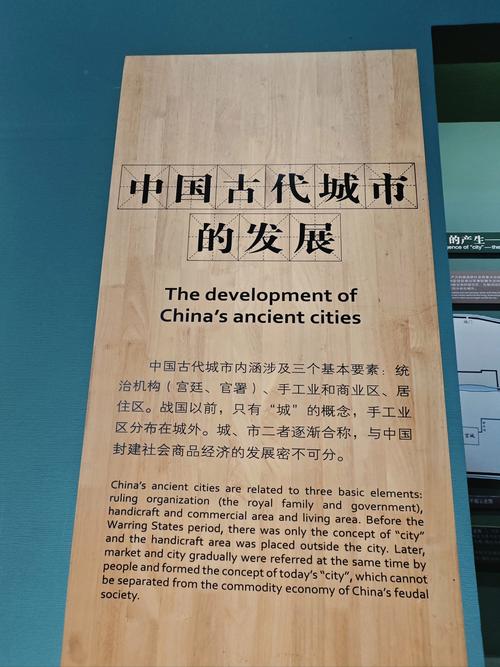 中国古代城市
的发展
The development of
China's ancient cities
中国古代城市内涵涉及三个基本要素：统
治机构（宫廷、官署）、手工业和商业区、居
住区。战国以前，只有“城”的概念，手工业
区分布在城外。城、市二者逐渐合称，与中国
封建社会商品经济的发展密不可分。
China's ancient cities are related to three basic elements:
ruling organization (the royal family and government),
handicraft and commercial area and living area. Before the
Warring States period, there was only the concept of “city”
and the handicraft area was placed outside the city. Later,
market and city gradually were referred at the same time by
people and formed the concept of today's “city”, which cannot
be separated from the commodity economy of China's feudal
society.
的产生—
gence of “city”—the